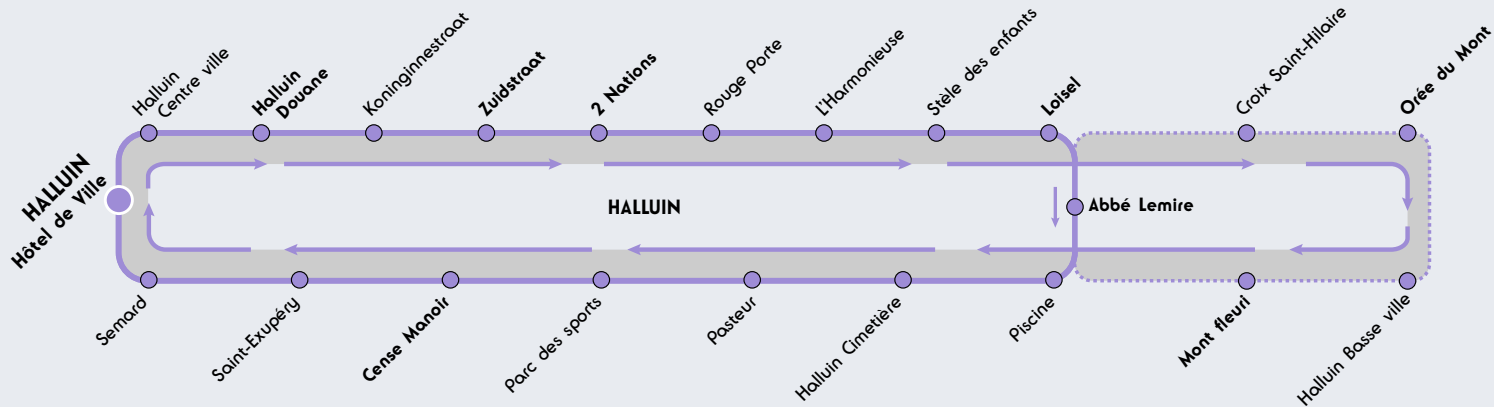 Halluin
Centre ville
Halluin
Douane
Koninginnestraat
Zuidstraat
2 Nations
Rouge Porte
L'Harmonieuse
Stèle des enfants
Loisel
Croix Saint-Hilaire
Orée du Mont
HALLUIN
Hôtel de Ville
HALLUIN
Abbé Lemire
Semard
Saint-Exupéry
Cense Manoir
Parc des sports
Pasteur
Halluin Cimetière
Piscine
Mont fleuri
Halluin Basse ville